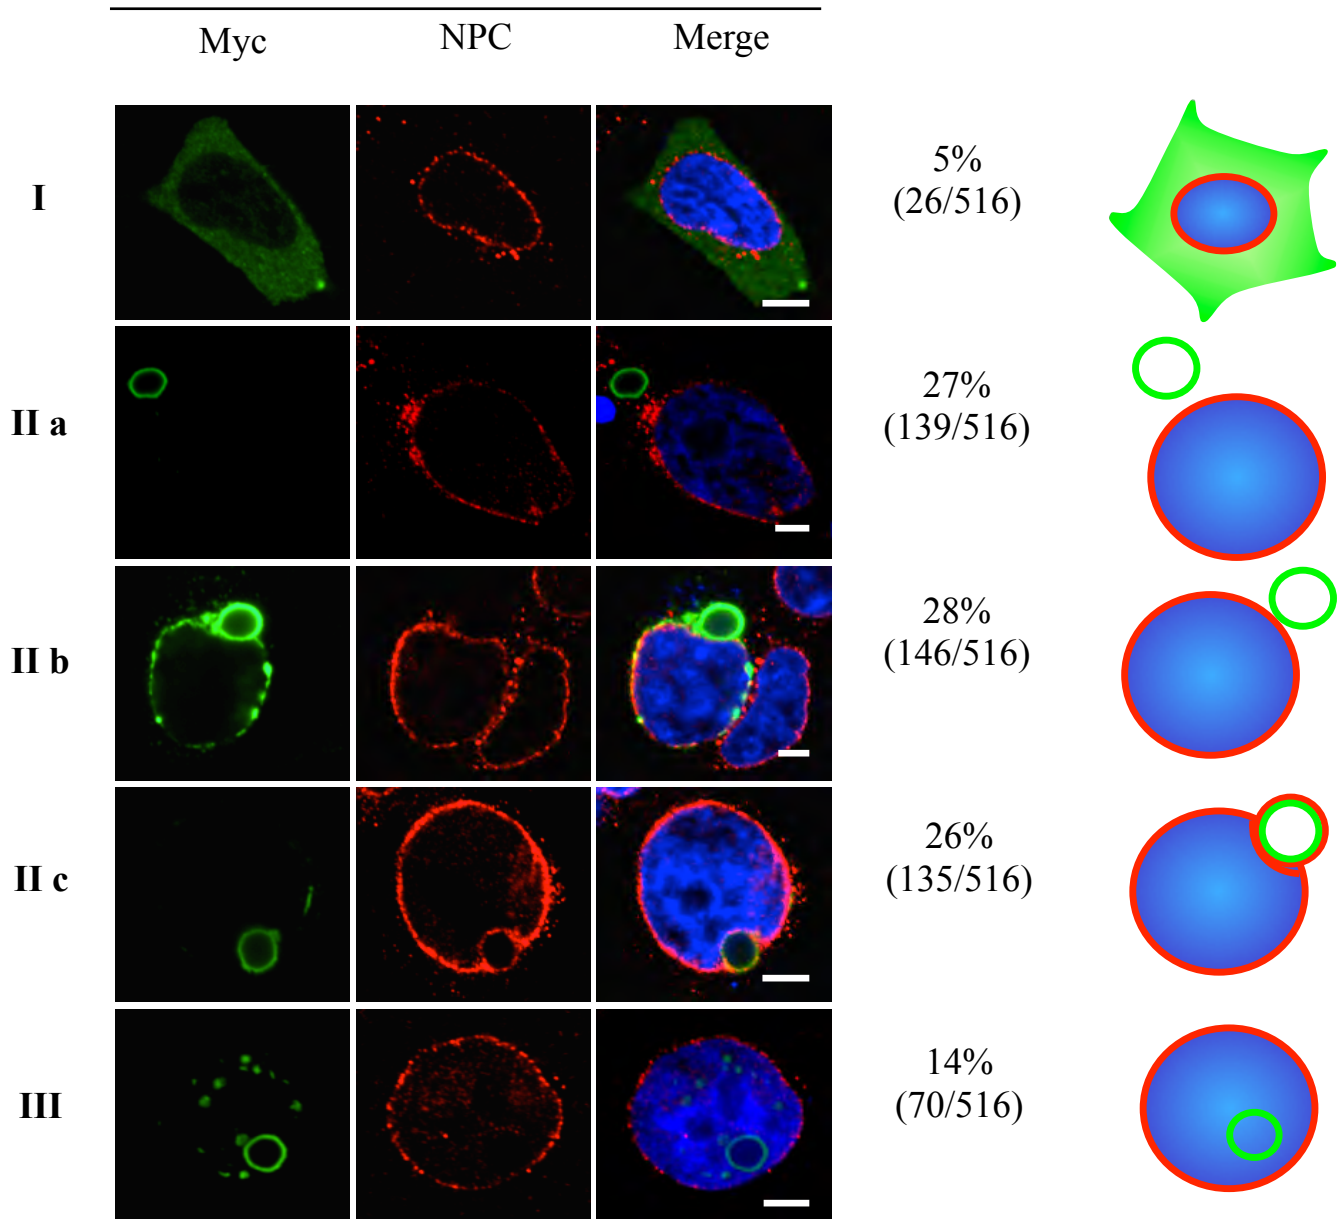 Myc NPC Merge
I
5%
(26/516)
II a
27%
(139/516)
II b
28%
(146/516)
II c
26%
(135/516)
III
14%
(70/516)